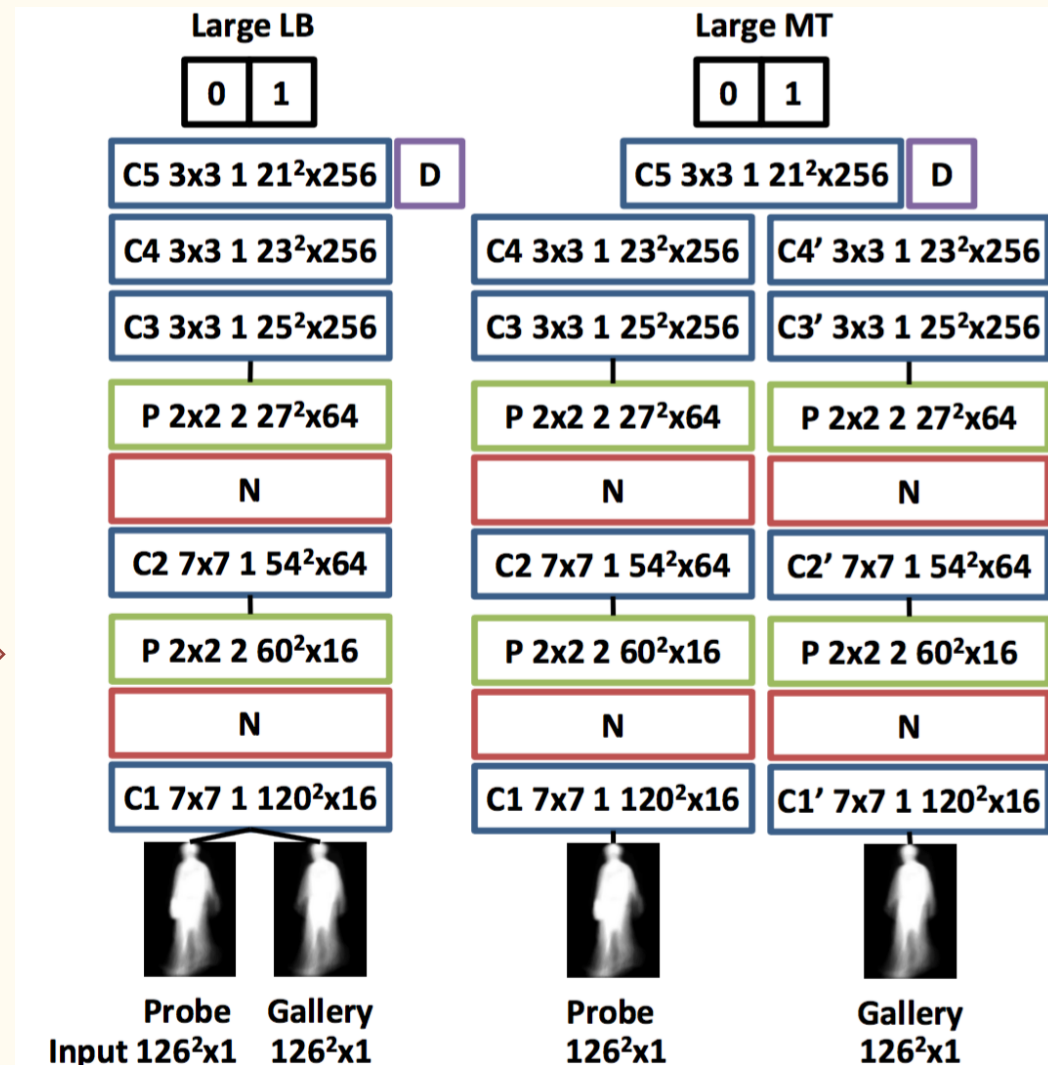 Large LB
0 1
C5 3x3 1 21²x256 D
C4 3x3 1 23²x256
C3 3x3 1 25²x256
P 2x2 2 27²x64
N
C2 7x7 1 54²x64
P 2x2 2 60²x16
N
C1 7x7 1 120²x16
Probe Gallery
Input 126²x1 126²x1
Large MT
0 1
C5 3x3 1 21²x256 D
C4 3x3 1 23²x256 C4′ 3x3 1 23²x256
C3 3x3 1 25²x256 C3′ 3x3 1 25²x256
P 2x2 2 27²x64 P 2x2 2 27²x64
N N
C2 7x7 1 54²x64 C2′ 7x7 1 54²x64
P 2x2 2 60²x16 P 2x2 2 60²x16
N N
C1 7x7 1 120²x16 C1′ 7x7 1 120²x16
Probe Gallery
126²x1 126²x1